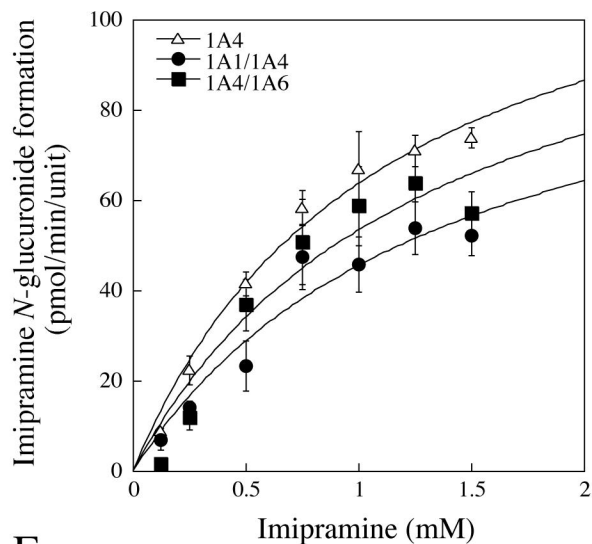 100
80
60
40
20
0
1A4
1A1/1A4
1A4/1A6
Imipramine N-glucuronide formation
(pmol/min/unit)
0 0.5 1 1.5 2
Imipramine (mM)